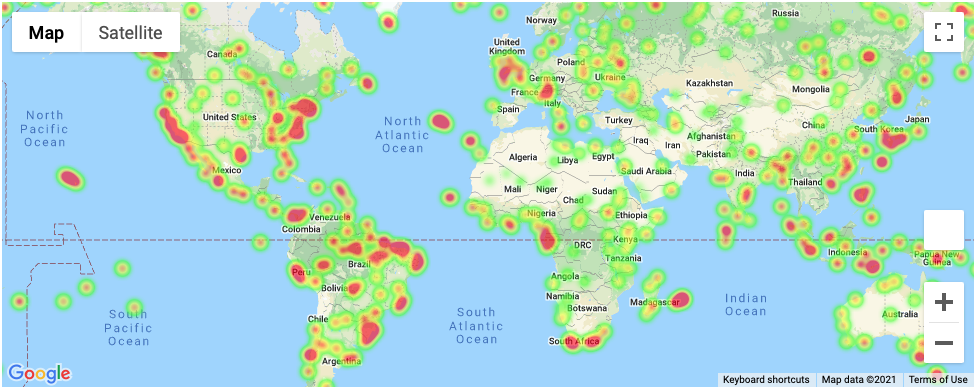 Map
Satellite
Norway
Russia
Canada
United
Kingdom
Poland
Germany
Ukraine
Kazakhstan
France
Italy
Mongolia
North
Pacific
Ocean
United States
Spain
Turkey
Japan
North
Atlantic
Ocean
China
South Korea
Afghanistan
Iraq
Iran
Pakistan
Algeria
Libya
Egypt
Mexico
Saudi Arabia
India
Thailand
Mali
Niger
Chad
Sudan
Venezuela
Nigeria
Ethiopia
Colombia
DRC
Kenya
Indonesia
Papua New
Guinea
Brazil
Tanzania
Peru
Angola
Bolivia
Namibia
Madagascar
Botswana
Indian
Ocean
South
Pacific
Ocean
Chile
South
Atlantic
Ocean
Australia
South Africa
Argentina
Google
Keyboard shortcuts
Map data ©2021
Terms of Use